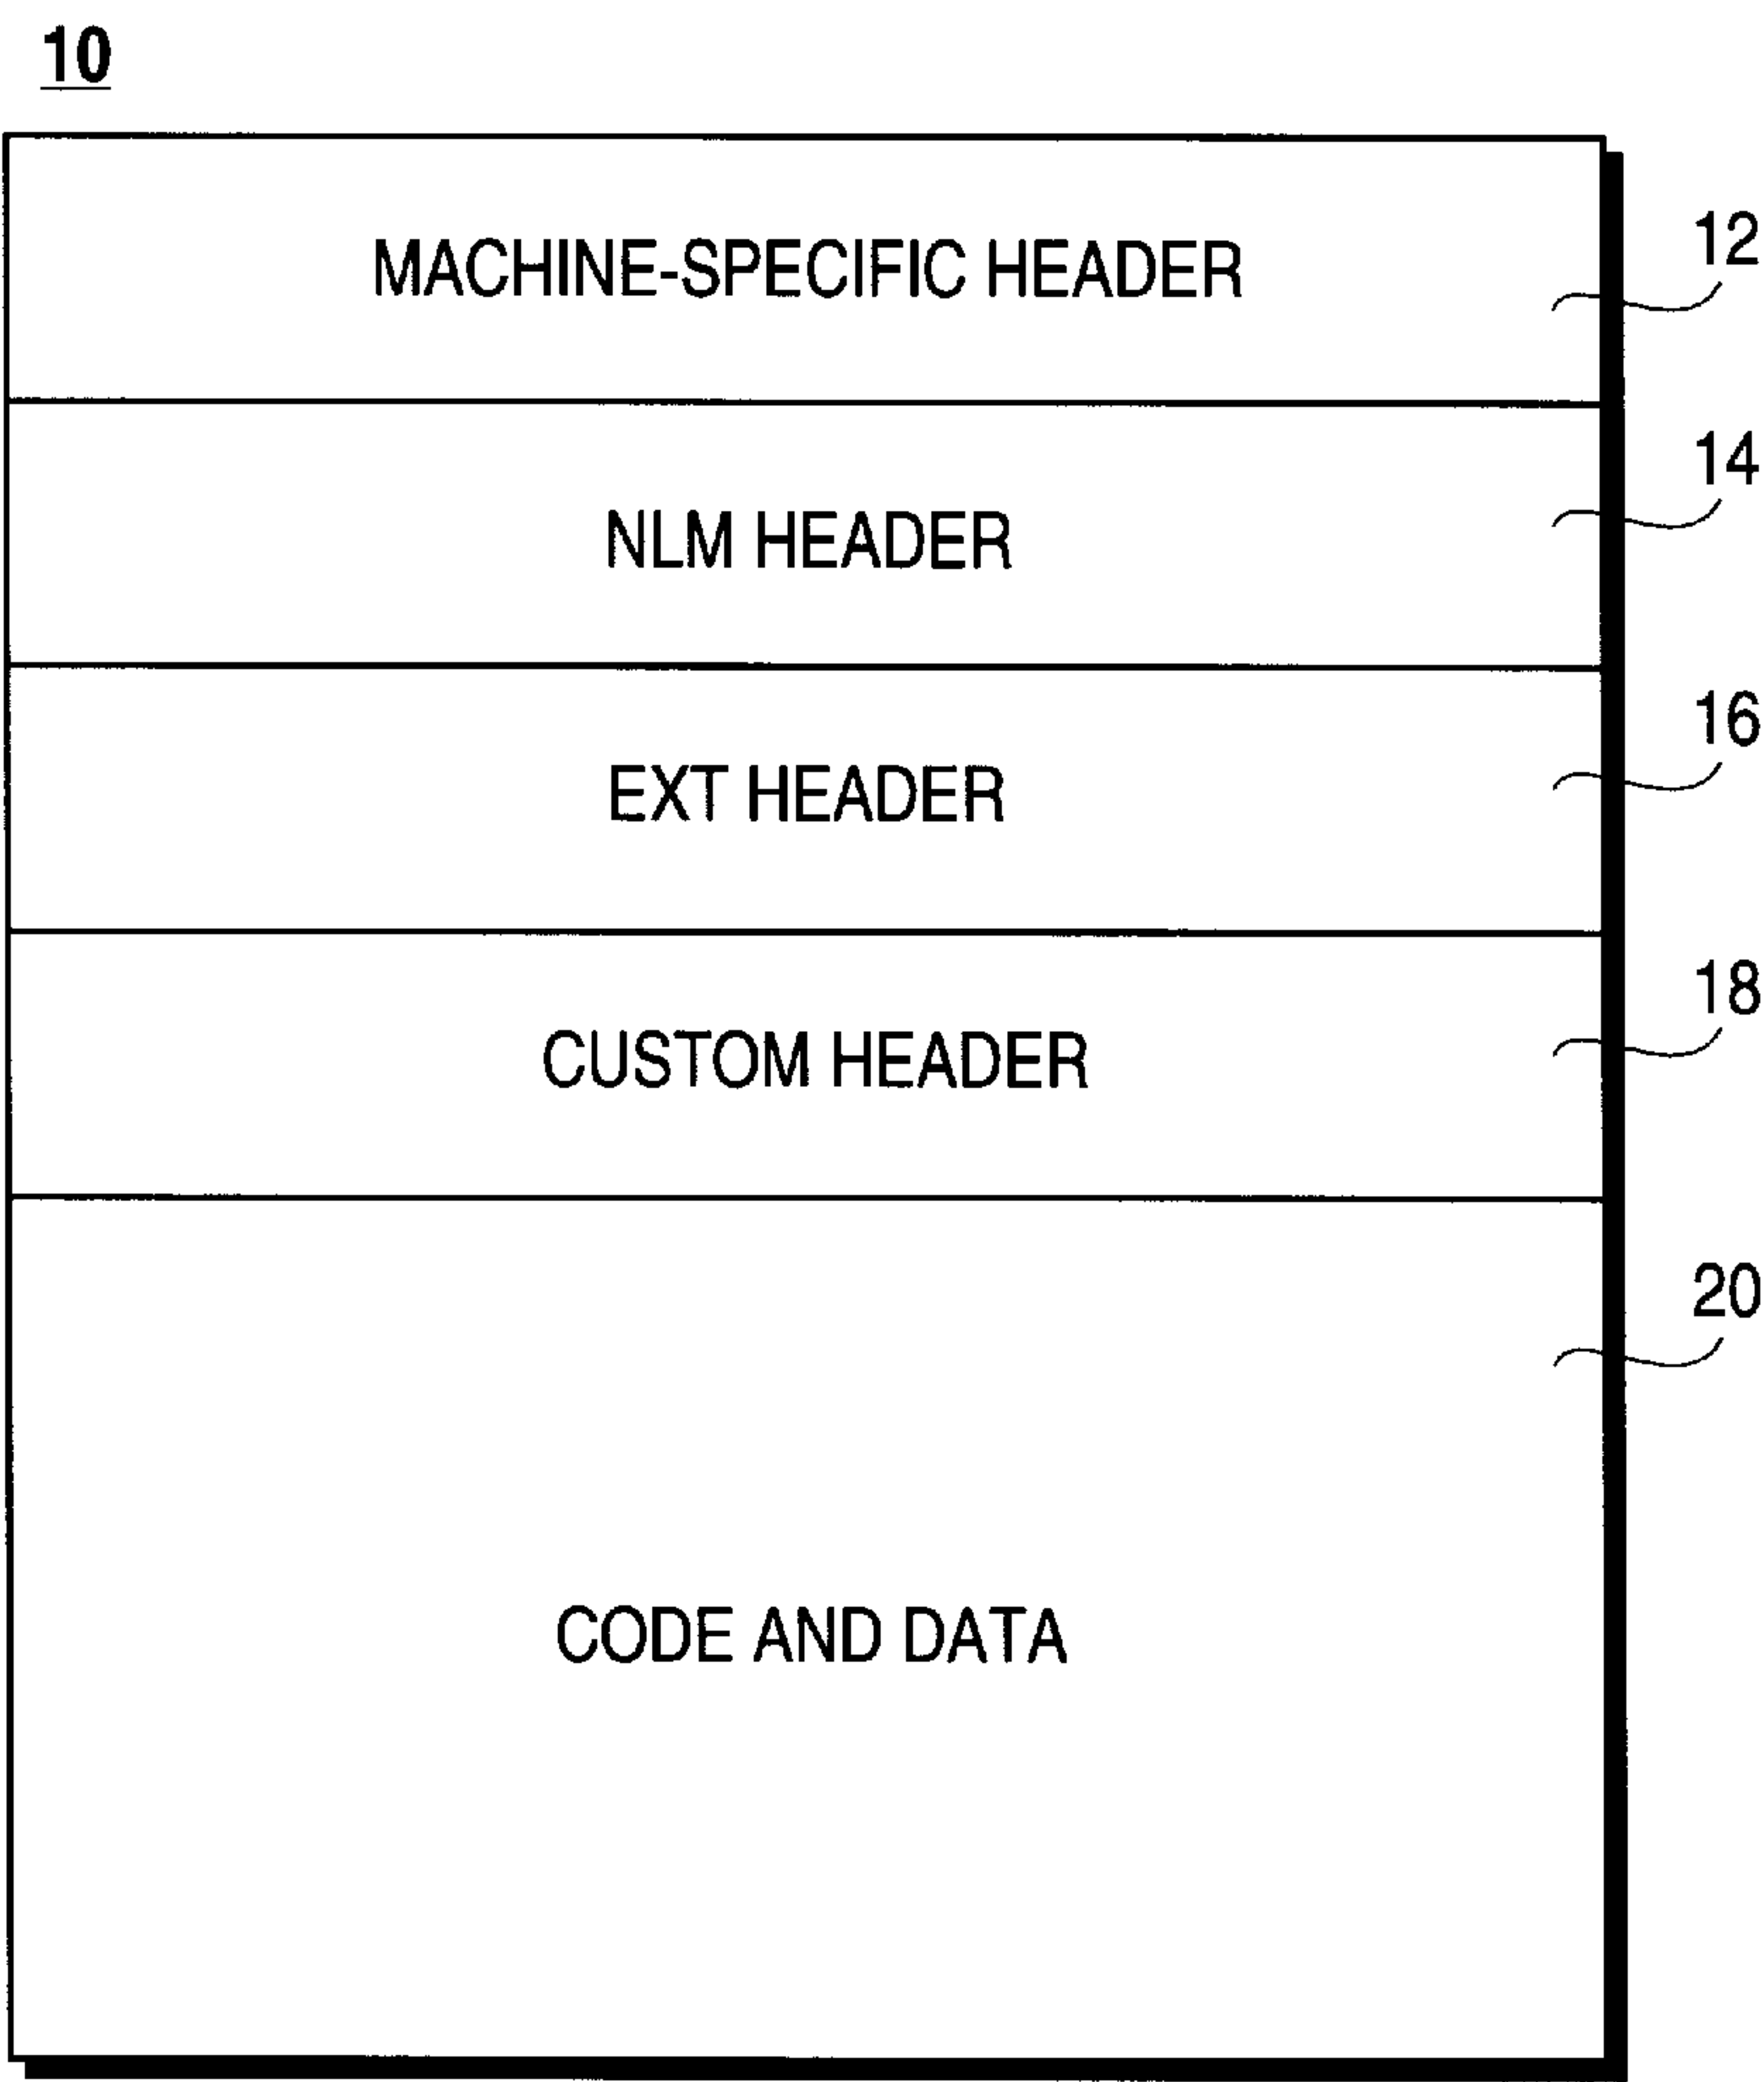 10
MACHINE-SPECIFIC HEADER
12
NLM HEADER
14
EXT HEADER
16
CUSTOM HEADER
18
CODE AND DATA
20